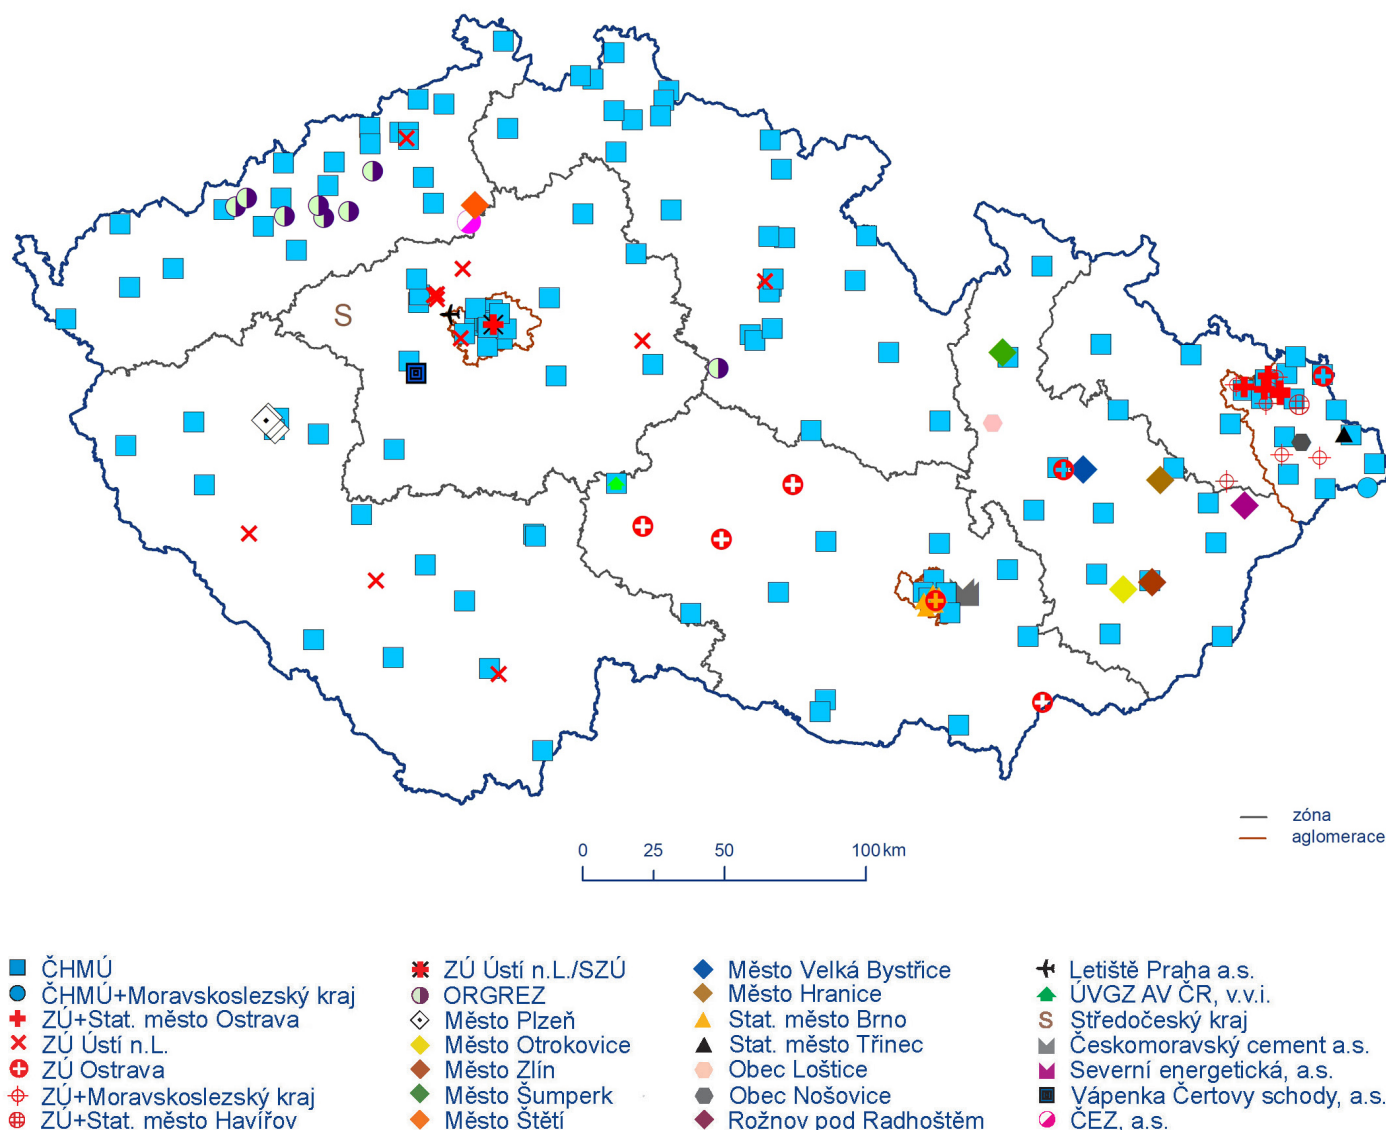 S
zóna
aglomerace
0 25 50 100km
ČHMÚ
ČHMÚ+Moravskoslezský kraj
ZÚ+Stat. město Ostrava
ZÚ Ústí n.L.
ZÚ Ostrava
ZÚ+Moravskoslezský kraj
ZÚ+Stat. město Havířov
ZÚ Ústí n.L./SZÚ
ORGREZ
Město Plzeň
Město Otrokovice
Město Zlín
Město Šumperk
Město Štětí
Město Velká Bystřice
Město Hranice
Stat. město Brno
Stat. město Třinec
Obec Loštice
Obec Nošovice
Rožnov pod Radhoštěm
Letiště Praha a.s.
ÚVGZ AV ČR, v.v.i.
S Středočeský kraj
Českomoravský cement a.s.
Severní energetická, a.s.
Vápenka Čertovy schody, a.s.
ČEZ, a.s.